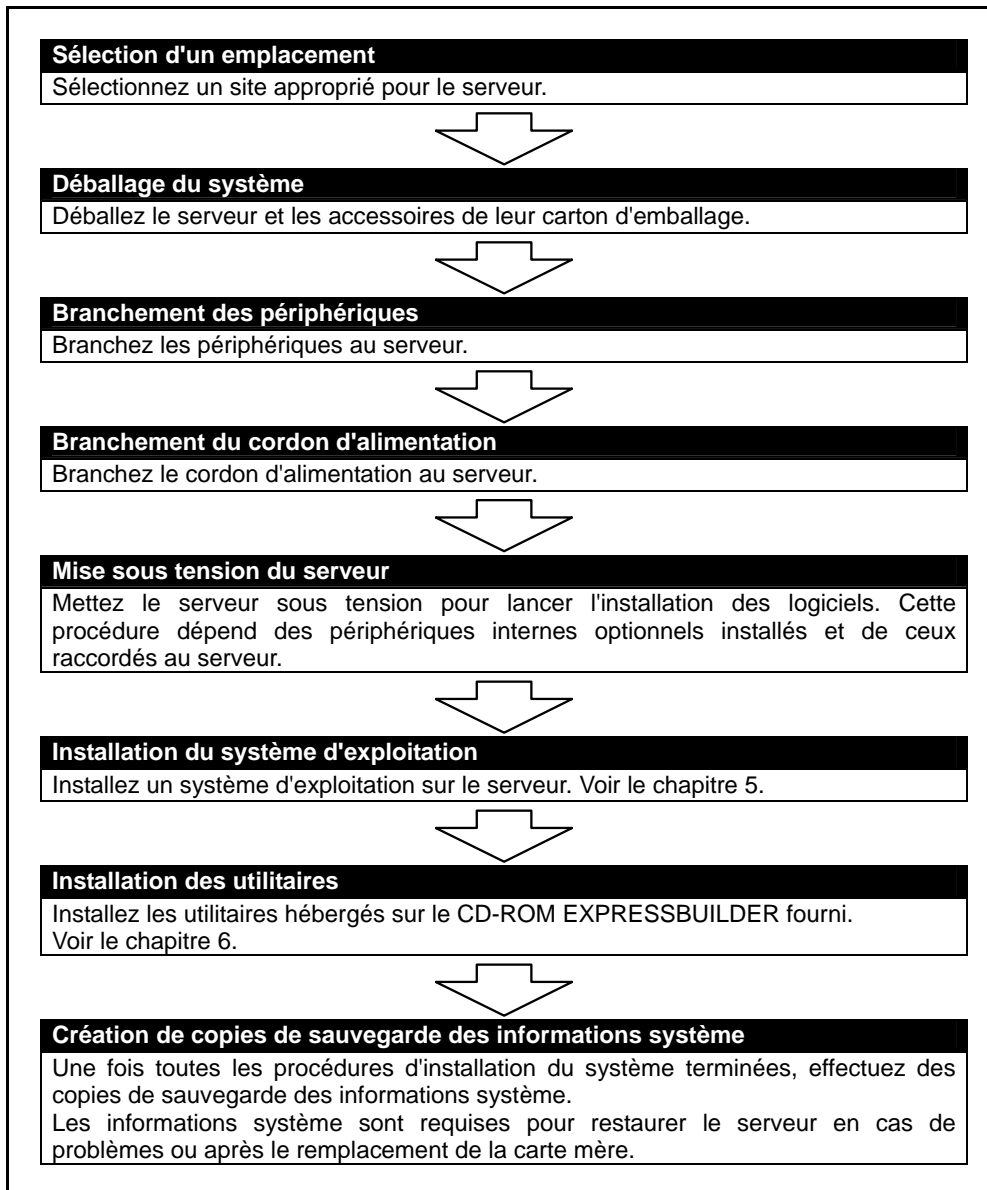 Sélection d'un emplacement
Sélectionnez un site approprié pour le serveur.
Déballage du système
Déballez le serveur et les accessoires de leur carton d'emballage.
Branchement des périphériques
Branchez les périphériques au serveur.
Branchement du cordon d'alimentation
Branchez le cordon d'alimentation au serveur.
Mise sous tension du serveur
Mettez le serveur sous tension pour lancer l'installation des logiciels. Cette
procédure dépend des périphériques internes optionnels installés et de ceux
raccordés au serveur.
Installation du système d'exploitation
Installez un système d'exploitation sur le serveur. Voir le chapitre 5.
Installation des utilitaires
Installez les utilitaires hébergés sur le CD-ROM EXPRESSBUILDER fourni.
Voir le chapitre 6.
Création de copies de sauvegarde des informations système
Une fois toutes les procédures d'installation du système terminées, effectuez des
copies de sauvegarde des informations système.
Les informations système sont requises pour restaurer le serveur en cas de
problèmes ou après le remplacement de la carte mère.